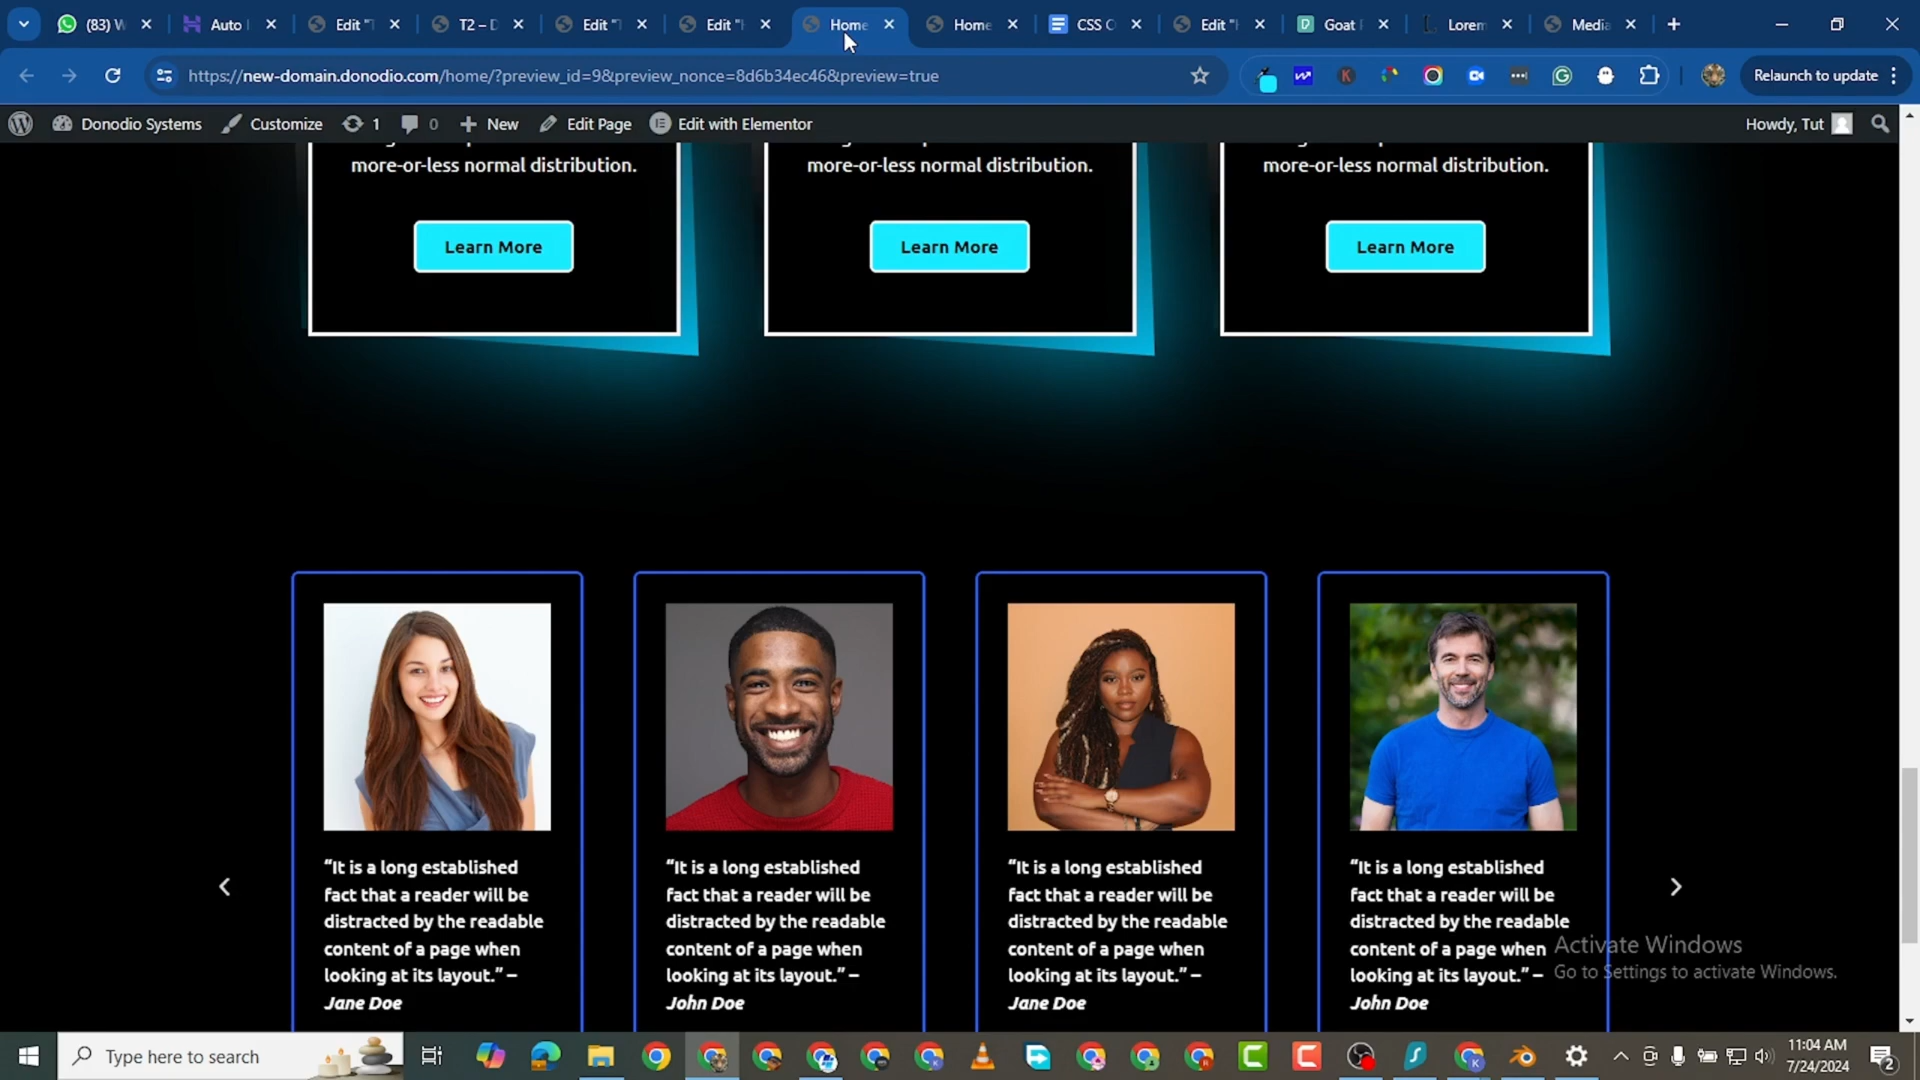 (83) W
Auto
Edit "T
T2 – D
Edit "T
Edit "H
Home
Home
CSS C
Edit "H
Goat
Lorem
Media
https://new-domain.donodio.com/home/?preview_id=9&preview_nonce=8d6b34ec46&preview=true
Relaunch to update
Donodio Systems
Customize
1
0
New
Edit Page
Edit with Elementor
Howdy, Tut
more-or-less normal distribution.
more-or-less normal distribution.
more-or-less normal distribution.
Learn More
Learn More
Learn More
“It is a long established
fact that a reader will be
distracted by the readable
content of a page when
looking at its layout.” –
Jane Doe
“It is a long established
fact that a reader will be
distracted by the readable
content of a page when
looking at its layout.” –
John Doe
“It is a long established
fact that a reader will be
distracted by the readable
content of a page when
looking at its layout.” –
Jane Doe
“It is a long established
fact that a reader will be
distracted by the readable
content of a page when
looking at its layout.” –
John Doe
Activate Windows
Go to Settings to activate Windows.
Type here to search
11:04 AM
7/24/2024
2